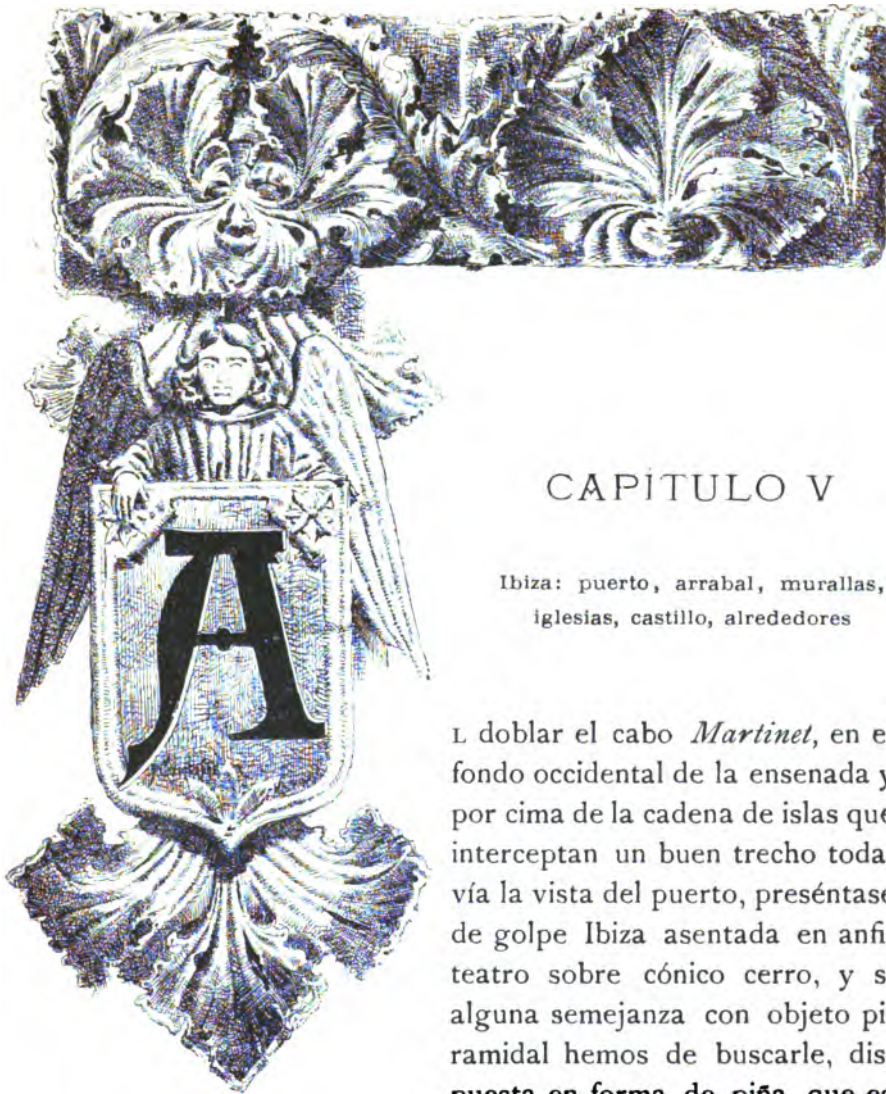 CAPÍTULO V
Ibiza: puerto, arrabal, murallas,
iglesias, castillo, alrededores
AL doblar el cabo Martinet, en e
fondo occidental de la ensenada y
por cima de la cadena de islas que
interceptan un buen trecho toda-
vía la vista del puerto, preséntase
de golpe Ibiza asentada en anfi-
teatro sobre cónico cerro, y s
alguna semejanza con objeto pi
ramidal hemos de buscarle, dis
puesta en forma de piña, que es